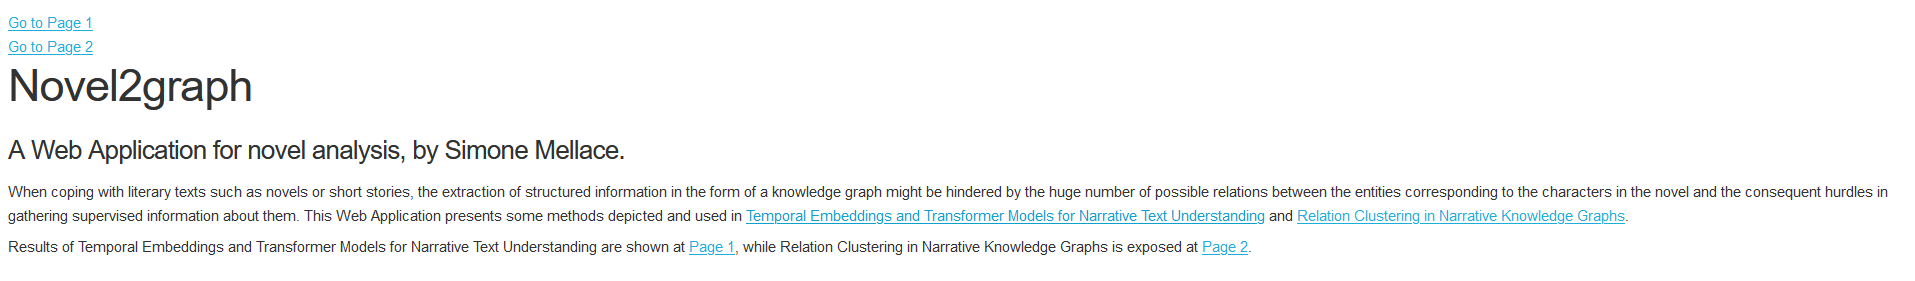 Go to Page 1
Go to Page 2
Novel2graph
A Web Application for novel analysis, by Simone Mellace.
When coping with literary texts such as novels or short stories, the extraction of structured information in the form of a knowledge graph might be hindered by the huge number of possible relations between the entities corresponding to the characters in the novel and the consequent hurdles in
gathering supervised information about them. This Web Application presents some methods depicted and used in Temporal Embeddings and Transformer Models for Narrative Text Understanding and Relation Clustering in Narrative Knowledge Graphs.
Results of Temporal Embeddings and Transformer Models for Narrative Text Understanding are shown at Page 1, while Relation Clustering in Narrative Knowledge Graphs is exposed at Page 2.